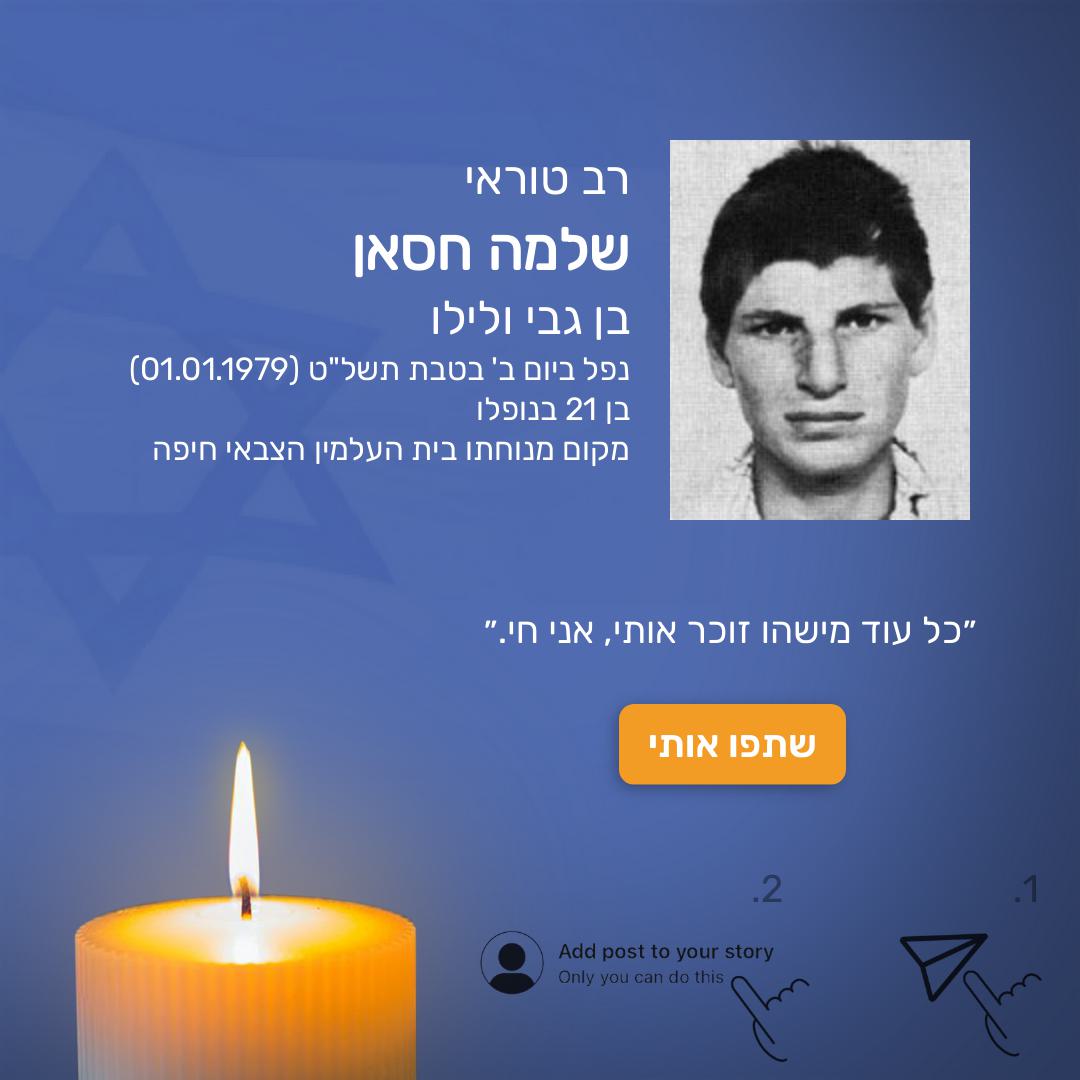 רב טוראי
שלמה חסאן
בן גבי ולילו
נפל ביום ב' בטבת תשל"ט (01.01.1979)
בן 21 בנופלו
מקום מנוחתו בית העלמין הצבאי חיפה
״כל עוד מישהו זוכר אותי, אני חי.״
שתפו אותי
1.
2.
Add post to your story
Only you can do this